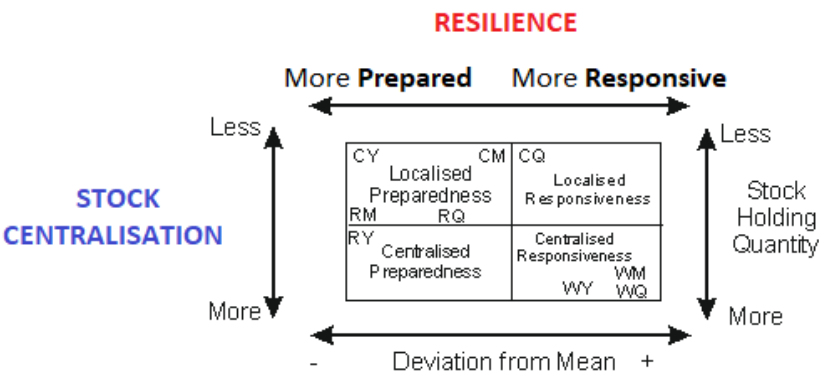 RESILIENCE
More Prepared More Responsive
Less
Less
CY CM CQ
Localised
Preparedness
Localised
Responsiveness
RM RQ
STOCK
CENTRALISATION
Stock
Holding
Quantity
RY
Centralised
Preparedness
Centralised
Responsiveness
WM
WY WQ
More
More
- Deviation from Mean +